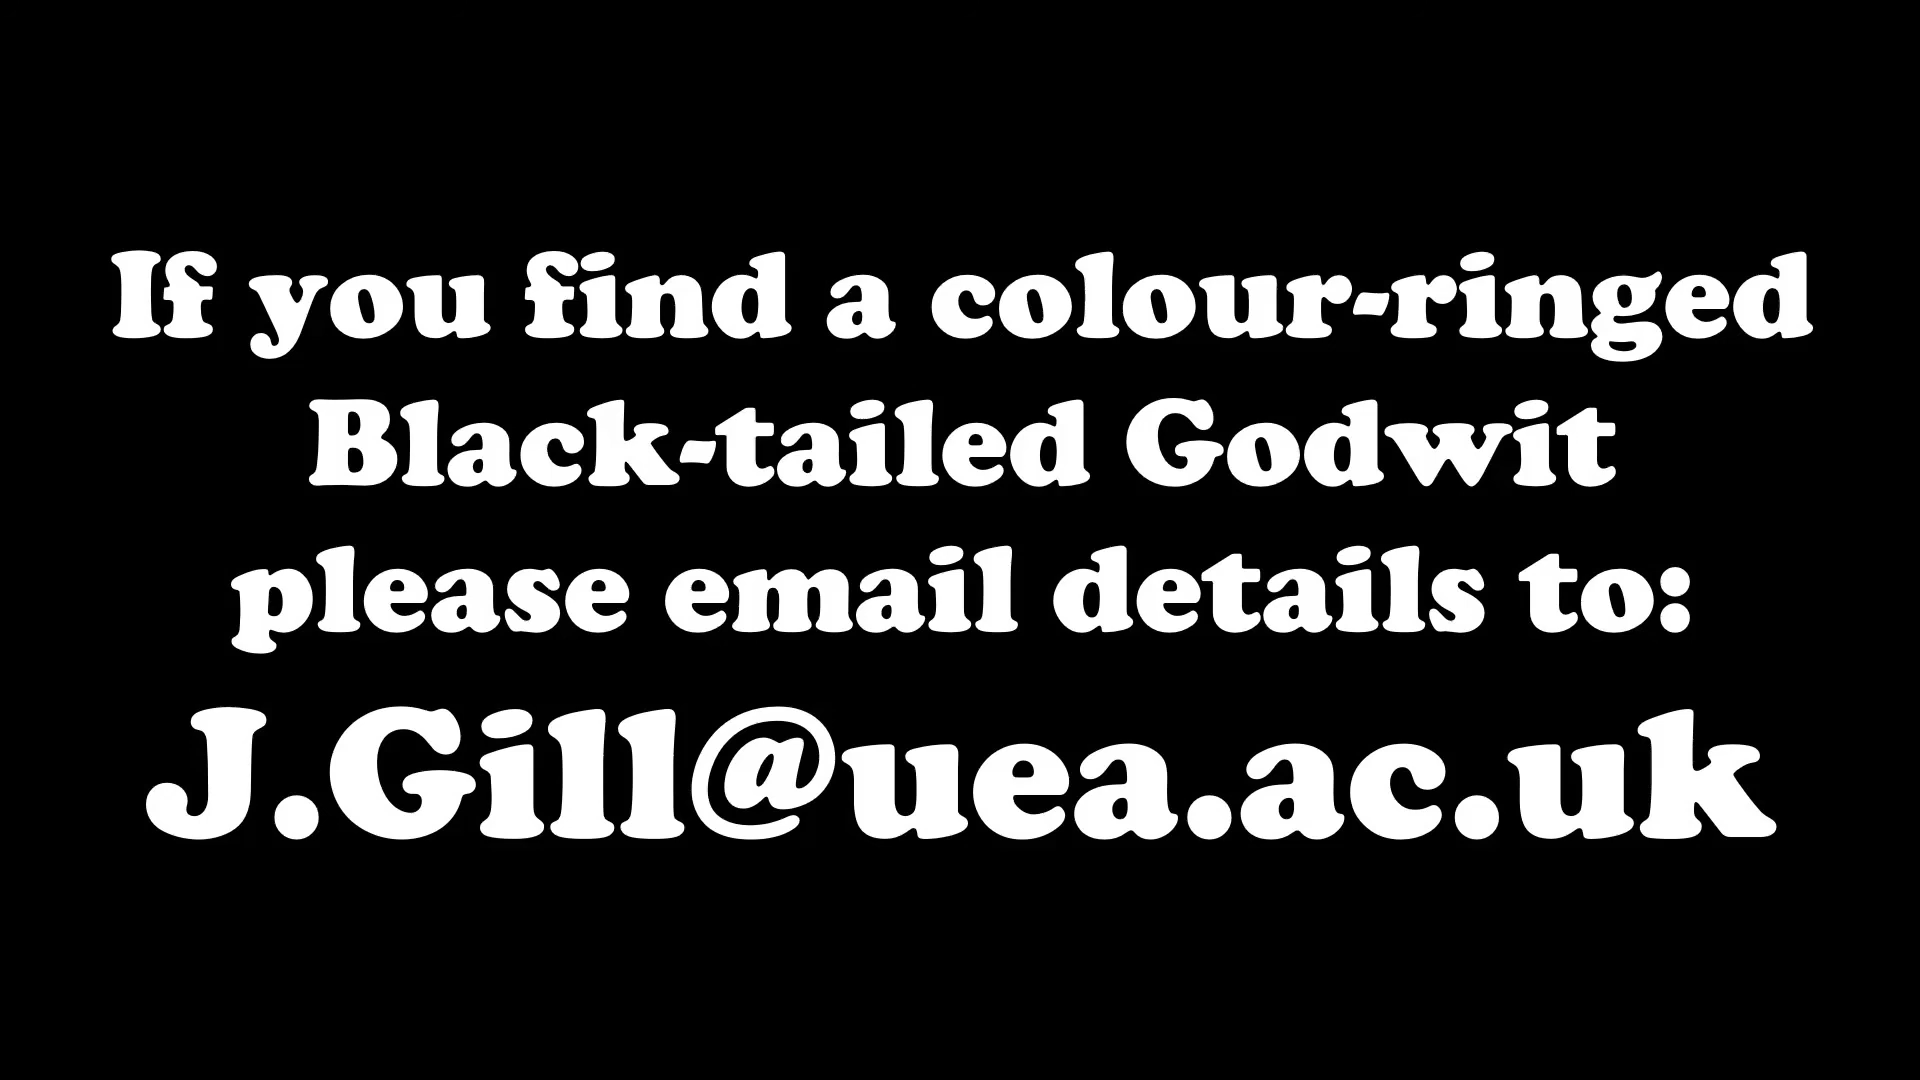 If you find a colour-ringed
Black-tailed Godwit
please email details to:
J.Gill@uea.ac.uk